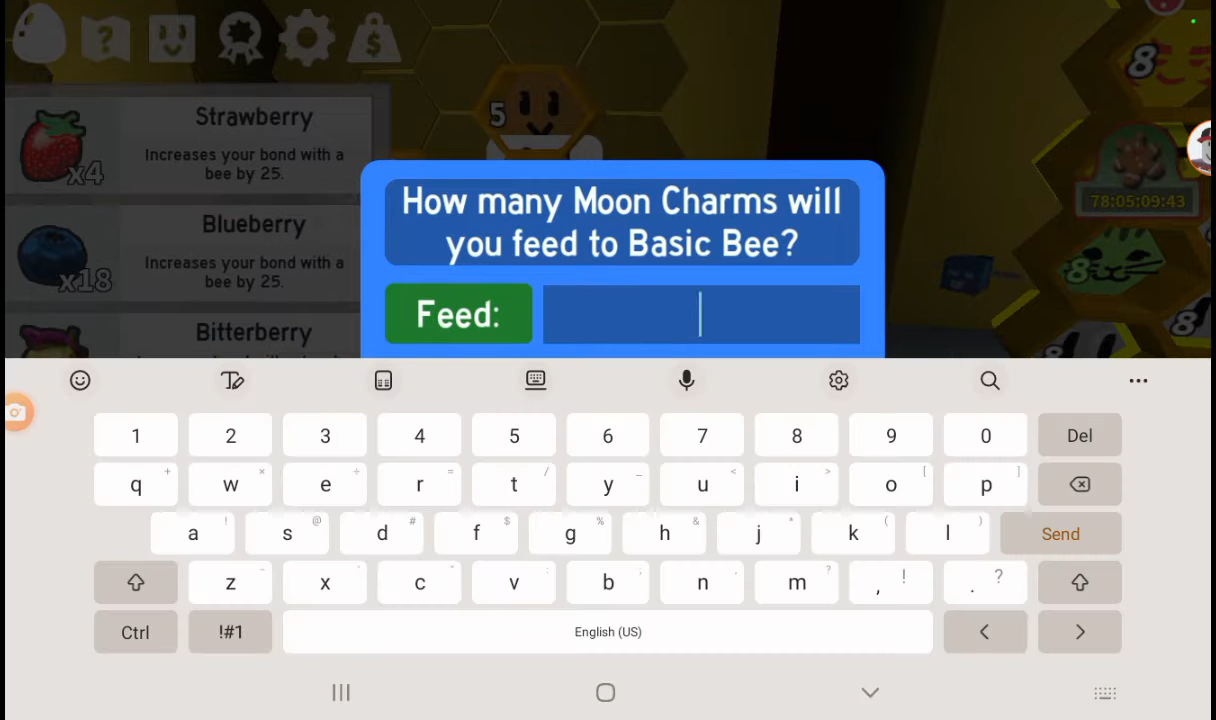 ?
$
Strawberry
Increases your bond with a
bee by 25.
x4
Blueberry
Increases your bond with a
bee by 25.
x18
Bitterberry
5
8
78:05:09:43
8
8
8
How many Moon Charms will
you feed to Basic Bee?
Feed:
1 2 3 4 5 6 7 8 9 0 Del
q w e r t y u i o p
a s d f g h j k l Send
z x c v b n m , ! . ?
Ctrl !#1 English (US)